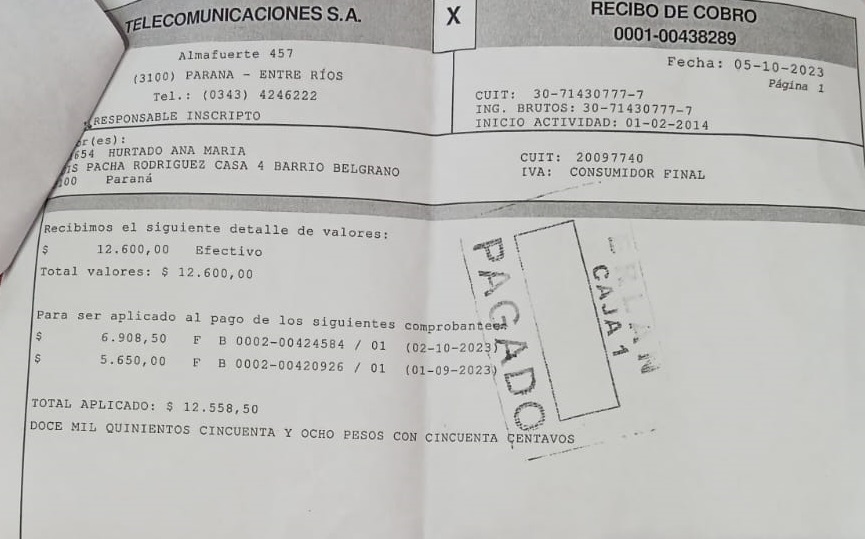 TELECOMUNICACIONES S.A.
Almafuerte 457
(3100) PARANA - ENTRE RÍOS
Tel.: (0343) 4246222
RESPONSABLE INSCRIPTO
X
RECIBO DE COBRO
0001-00438289
Fecha: 05-10-2023
Página 1
CUIT: 30-71430777-7
ING. BRUTOS: 30-71430777-7
INICIO ACTIVIDAD: 01-02-2014
or(es):
654 HURTADO ANA MARIA
IS PACHA RODRIGUEZ CASA 4 BARRIO BELGRANO
100 Paraná
CUIT: 20097740
IVA: CONSUMIDOR FINAL
Recibimos el siguiente detalle de valores:
$ 12.600,00 Efectivo
Total valores: $ 12.600,00
Para ser aplicado al pago de los siguientes comprobantes
$ 6.908,50 F B 0002-00424584 / 01 (02-10-2023)
$ 5.650,00 F B 0002-00420926 / 01 (01-09-2023)
TOTAL APLICADO: $ 12.558,50
DOCE MIL QUINIENTOS CINCUENTA Y OCHO PESOS CON CINCUENTA CENTAVOS
PAGADO
CAJA 1